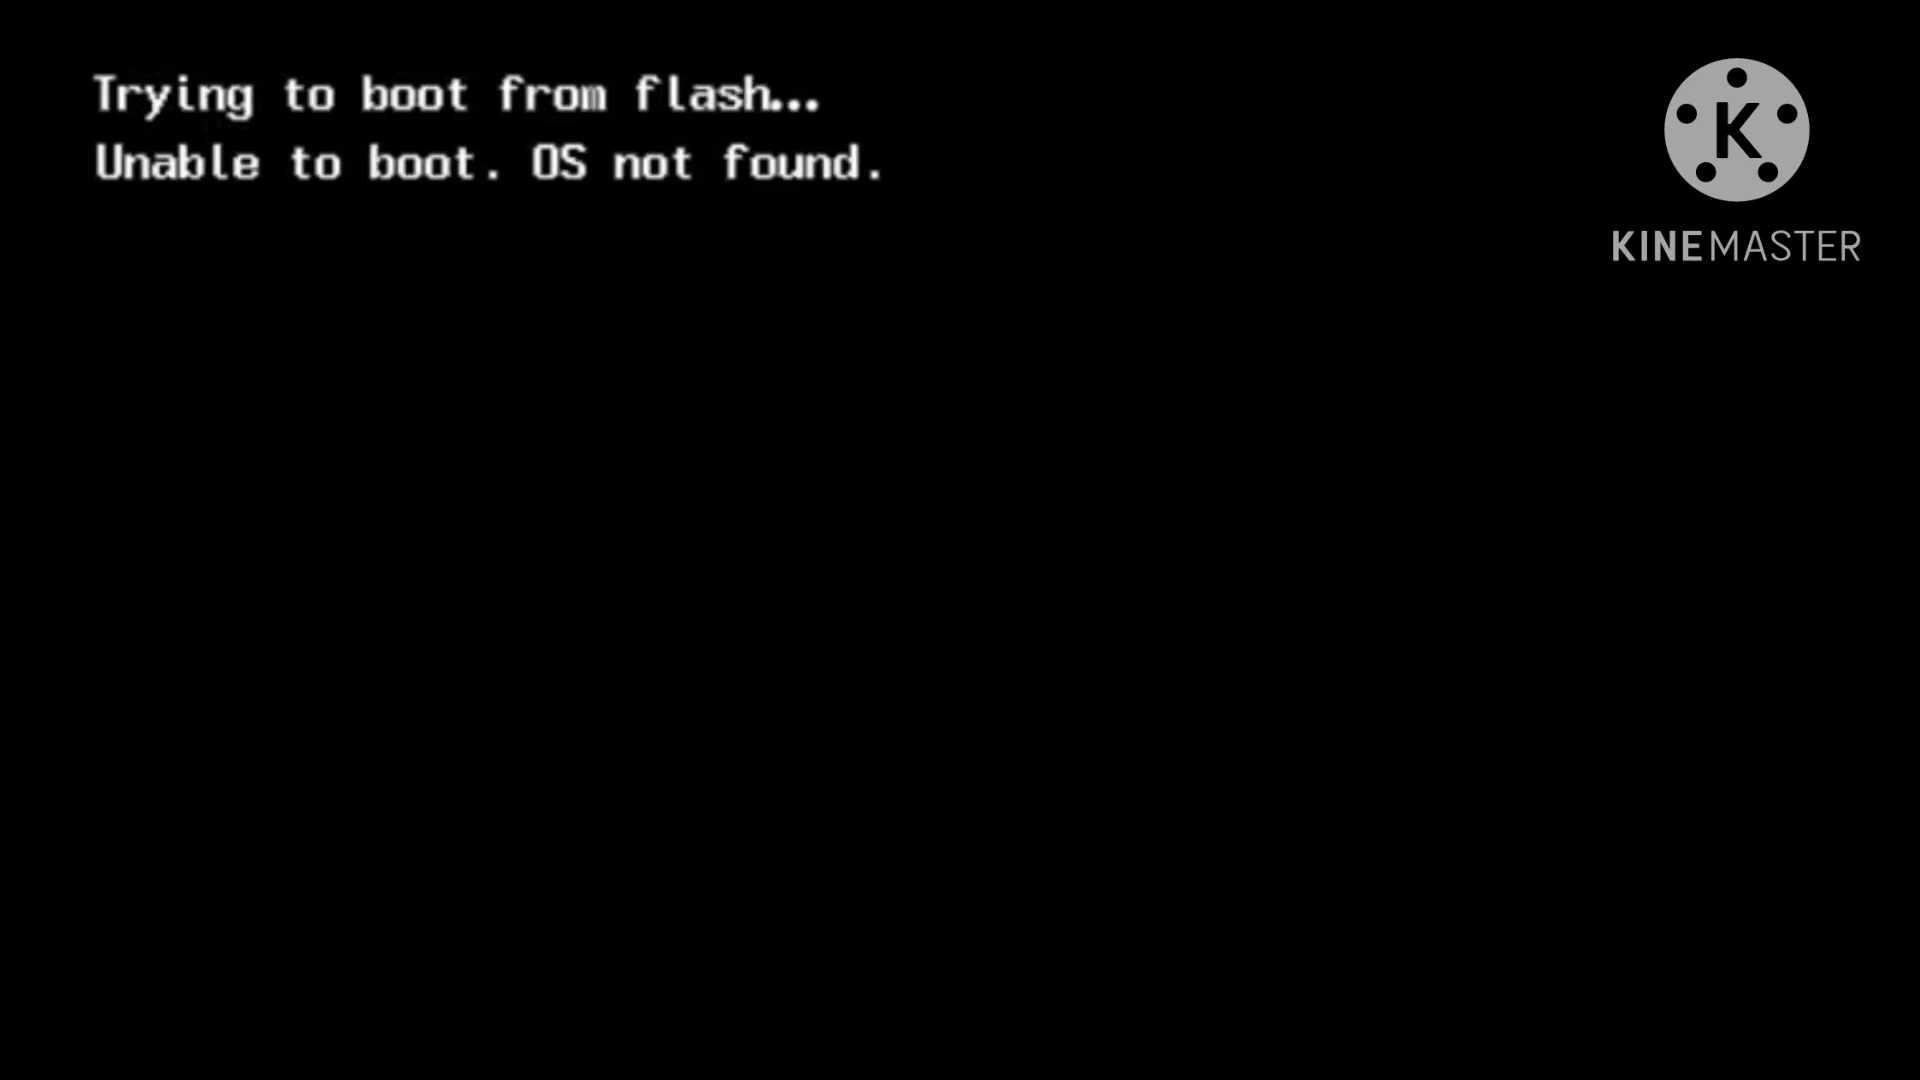 Trying to boot from flash...
Unable to boot. OS not found.
K
KINEMASTER